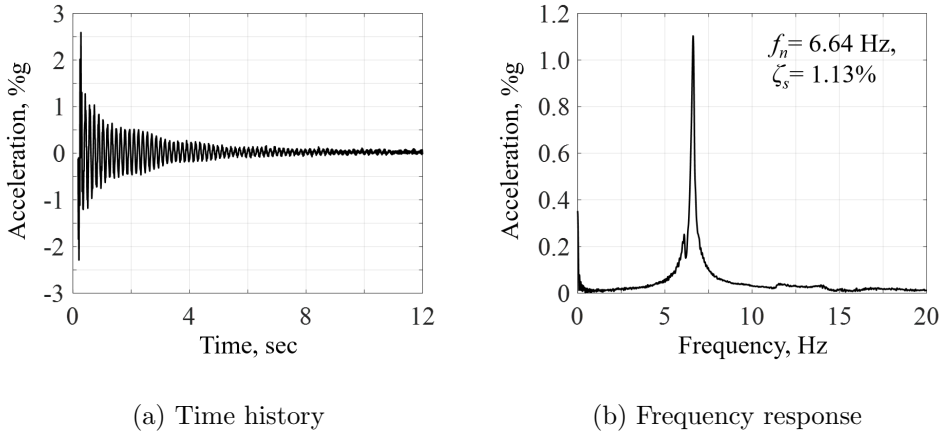 3
2
1
0
-1
-2
-3
0
4
8
12
Acceleration, %g
Time, sec
(a) Time history
1.2
1.0
0.8
0.6
0.4
0.2
0
0
5
10
15
20
Acceleration, %g
Frequency, Hz
fₙ= 6.64 Hz,
ζₛ= 1.13%
(b) Frequency response